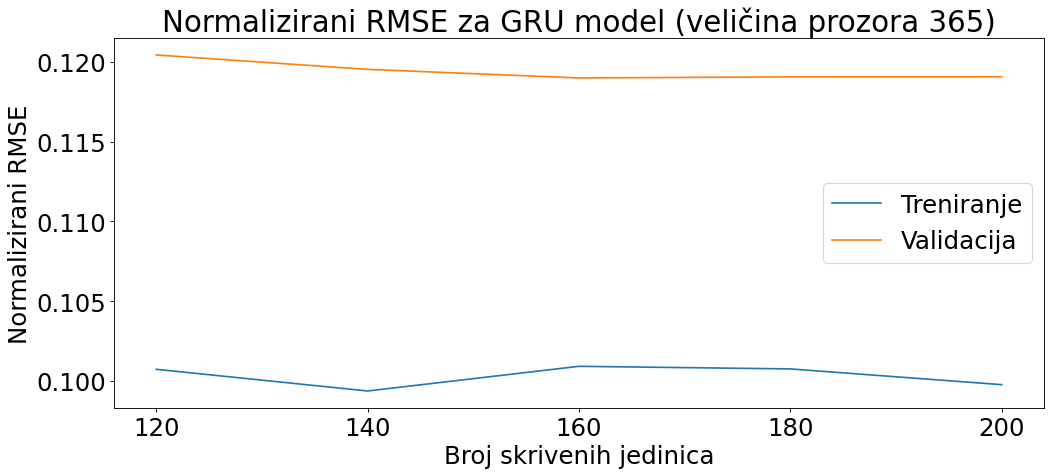 Normalizirani RMSE za GRU model (veličina prozora 365)
Normalizirani RMSE
0.120
0.115
0.110
0.105
0.100
Treniranje
Validacija
120 140 160 180 200
Broj skrivenih jedinica